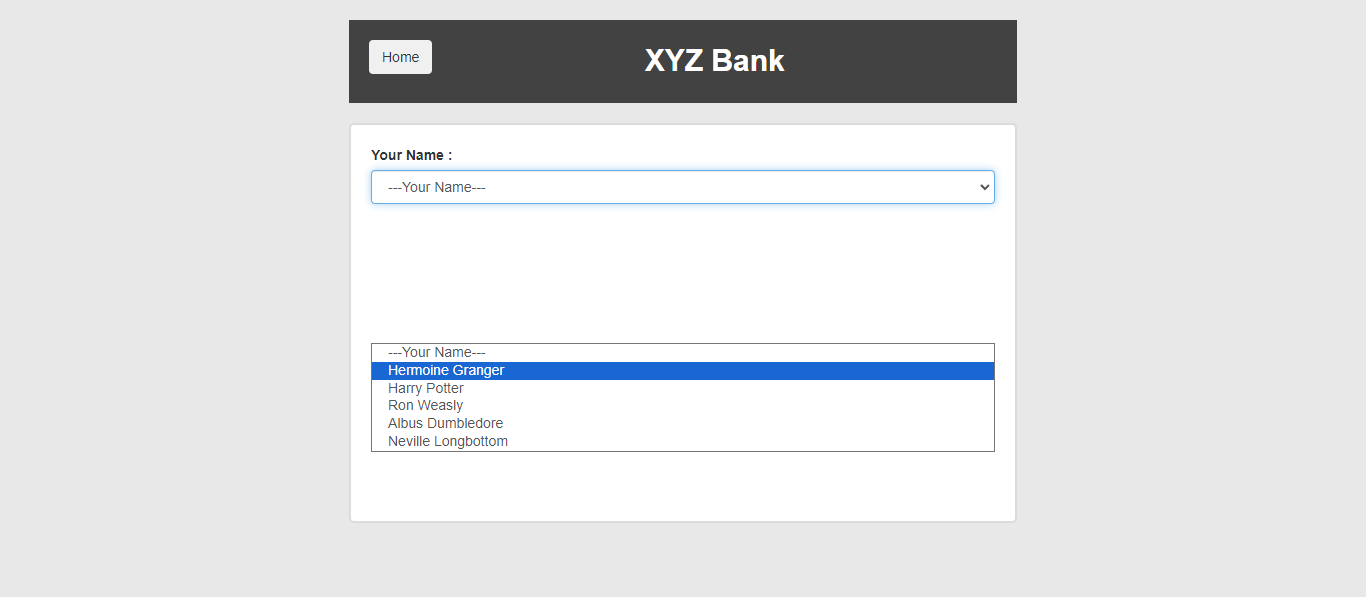 Home
XYZ Bank
Your Name :
---Your Name---
---Your Name---
Hermoine Granger
Harry Potter
Ron Weasly
Albus Dumbledore
Neville Longbottom